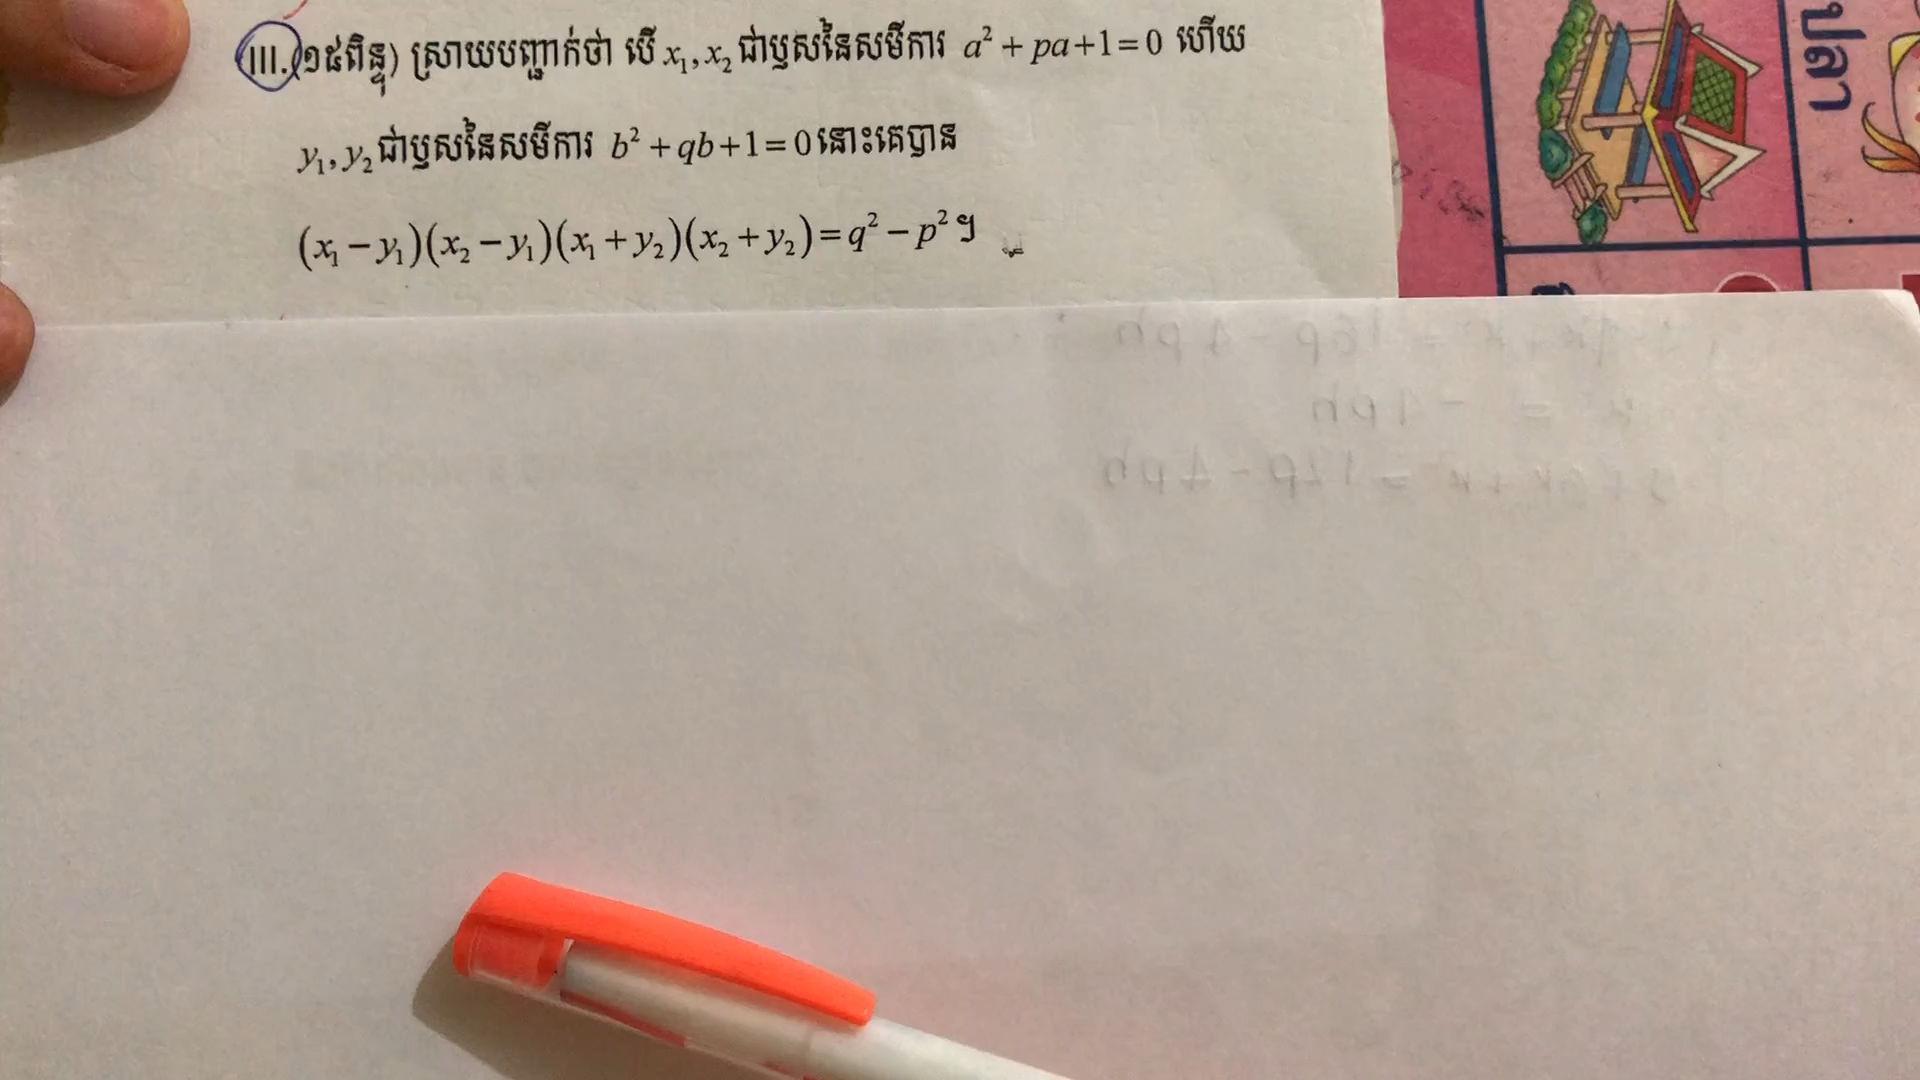 III.(១៥ពិន្ទុ) ស្រាយបញ្ជាក់ថា បើ x₁, x₂ ជាឫសនៃសមីការ a² + pa + 1 = 0 ហើយ
y₁, y₂ ជាឫសនៃសមីការ b² + qb + 1 = 0 នោះគេបាន
(x₁ − y₁)(x₂ − y₁)(x₁ + y₂)(x₂ + y₂) = q² − p² ។
ปลา